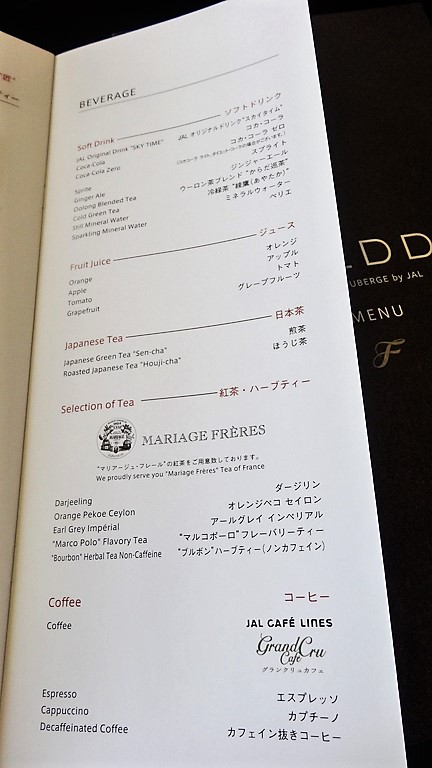 匠"
ティー
BEVERAGE
Soft Drink ソフトドリンク
JAL Original Drink "SKY TIME" JAL オリジナルドリンク"スカイタイム"
Coca-Cola コカ・コーラ
Coca-Cola Zero コカ・コーラ ゼロ
Sprite スプライト
Ginger Ale ジンジャーエール
Oolong Blended Tea ウーロン茶ブレンド "からだ巡茶"
Cold Green Tea 冷緑茶 "綾鷹(あやたか)"
Still Mineral Water ミネラルウォーター
Sparkling Mineral Water ペリエ
Fruit Juice ジュース
Orange オレンジ
Apple アップル
Tomato トマト
Grapefruit グレープフルーツ
Japanese Tea 日本茶
Japanese Green Tea "Sen-cha" 煎茶
Roasted Japanese Tea "Houji-cha" ほうじ茶
Selection of Tea 紅茶・ハーブティー
MARIAGE FRÈRES
"マリアージュ・フレール"の紅茶をご用意致しております。
We proudly serve you "Mariage Frères" Tea of France
Darjeeling ダージリン
Orange Pekoe Ceylon オレンジペコ セイロン
Earl Grey Impérial アールグレイ インペリアル
"Marco Polo" Flavory Tea "マルコポーロ"フレーバリーティー
"Bourbon" Herbal Tea Non-Caffeine "ブルボン"ハーブティー(ノンカフェイン)
Coffee コーヒー
Coffee JAL CAFÉ LINES
Grand Cru
Café
グランクリュカフェ
Espresso エスプレッソ
Cappuccino カプチーノ
Decaffeinated Coffee カフェイン抜きコーヒー
DD
UBERGE by JAL
MENU
F